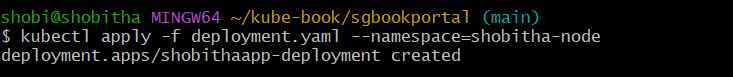 shobi@shobitha MINGW64 ~/kube-book/sgbookportal (main)
$ kubectl apply -f deployment.yaml --namespace=shobitha-node
deployment.apps/shobithaapp-deployment created